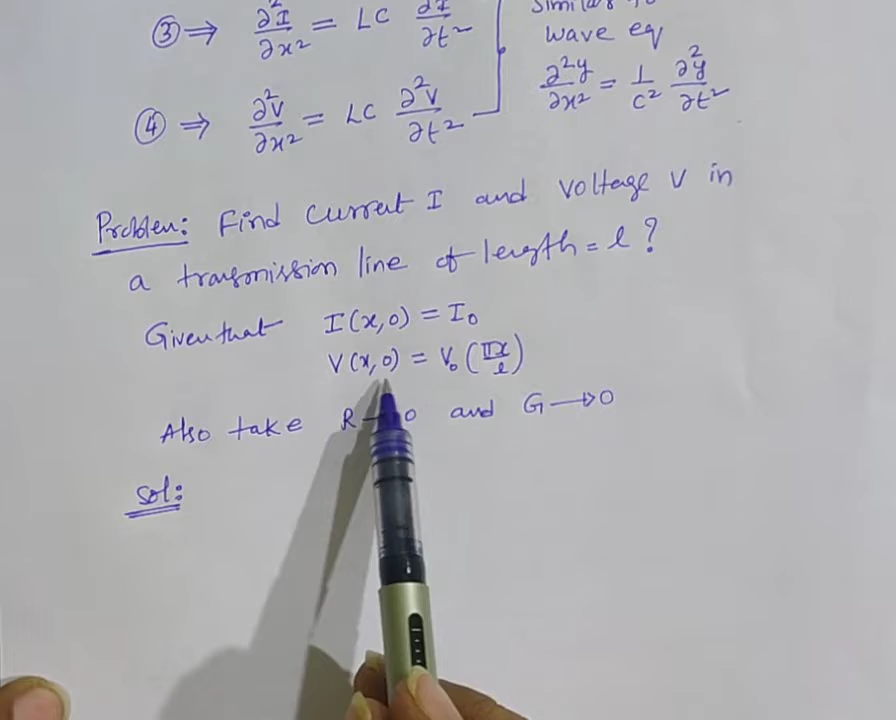 ③ ⇒ ∂²I/∂x² = LC ∂²I/∂t²
wave eq
∂²y/∂x² = 1/c² ∂²y/∂t²
④ ⇒ ∂²V/∂x² = LC ∂²V/∂t²
Problem: Find current I and voltage V in
a transmission line of length = l ?
Given that I(x,0) = I₀
V(x,0) = V₀ (πx/l)
Also take R→0 and G→0
Sol: